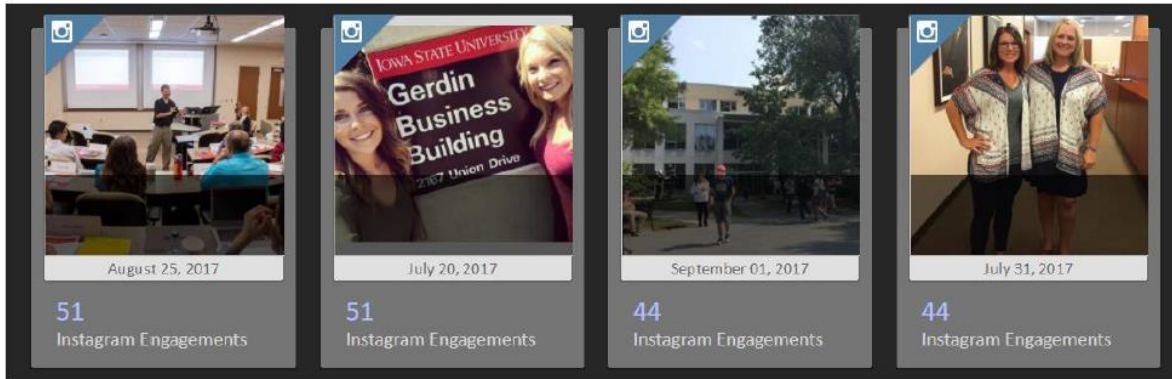 IOWA STATE UNIVERSITY
Gerdin
Business
Building
2167 Union Drive
August 25, 2017
July 20, 2017
September 01, 2017
July 31, 2017
51
Instagram Engagements
51
Instagram Engagements
44
Instagram Engagements
44
Instagram Engagements